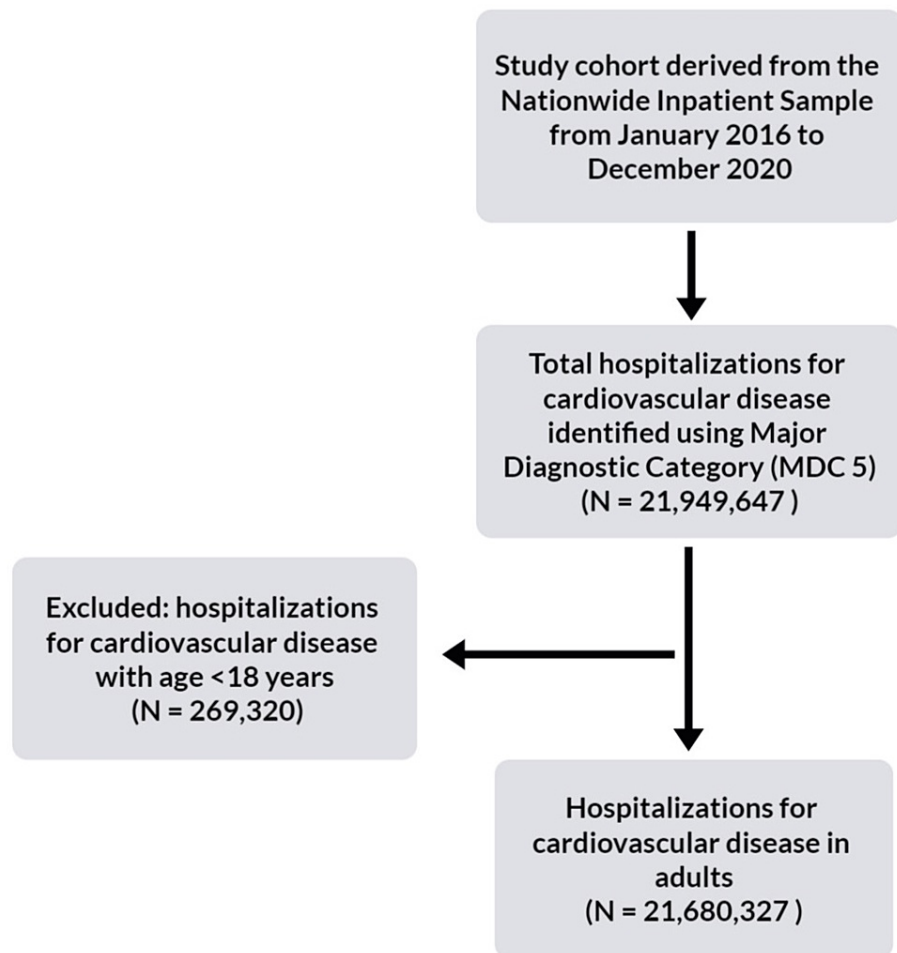 Study cohort derived from the
Nationwide Inpatient Sample
from January 2016 to
December 2020
Total hospitalizations for
cardiovascular disease
identified using Major
Diagnostic Category (MDC 5)
(N = 21,949,647 )
Excluded: hospitalizations
for cardiovascular disease
with age <18 years
(N = 269,320)
Hospitalizations for
cardiovascular disease in
adults
(N = 21,680,327 )